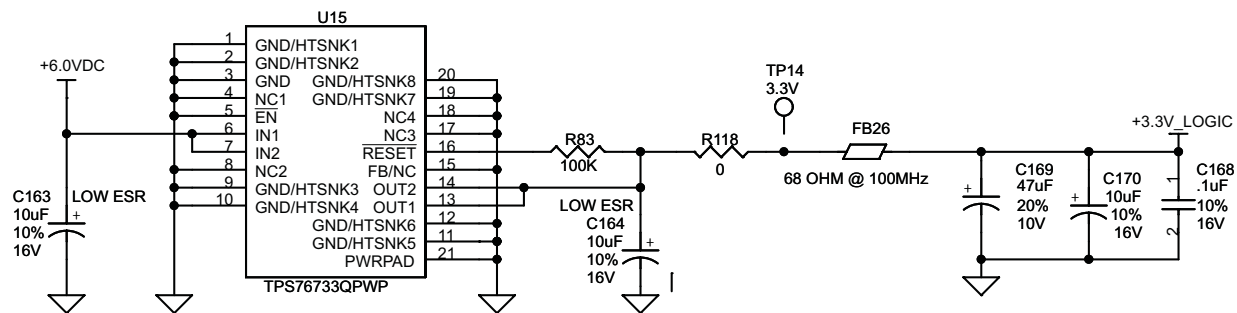 U15
+6.0VDC
1 GND/HTSNK1
2 GND/HTSNK2
3 GND
4 NC1
5 EN
6 IN1
7 IN2
8 NC2
9 GND/HTSNK3
10 GND/HTSNK4
GND/HTSNK8 20
GND/HTSNK7 19
NC4 18
NC3 17
RESET 16
FB/NC 15
OUT2 14
OUT1 13
GND/HTSNK6 12
GND/HTSNK5 11
PWRPAD 21
TPS76733QPWP
C163
10uF
10%
16V
LOW ESR
+
R83
100K
LOW ESR
C164
10uF
10%
16V
+
R118
0
TP14
3.3V
FB26
68 OHM @ 100MHz
+3.3V_LOGIC
C169
47uF
20%
10V
+
C170
10uF
10%
16V
+
C168
.1uF
10%
16V
1
2